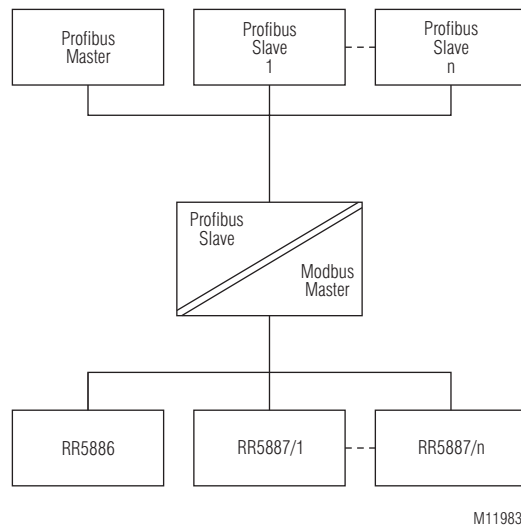 Profibus
Master
Profibus
Slave
1
Profibus
Slave
n
Profibus
Slave
Modbus
Master
RR5886
RR5887/1
RR5887/n
M11983